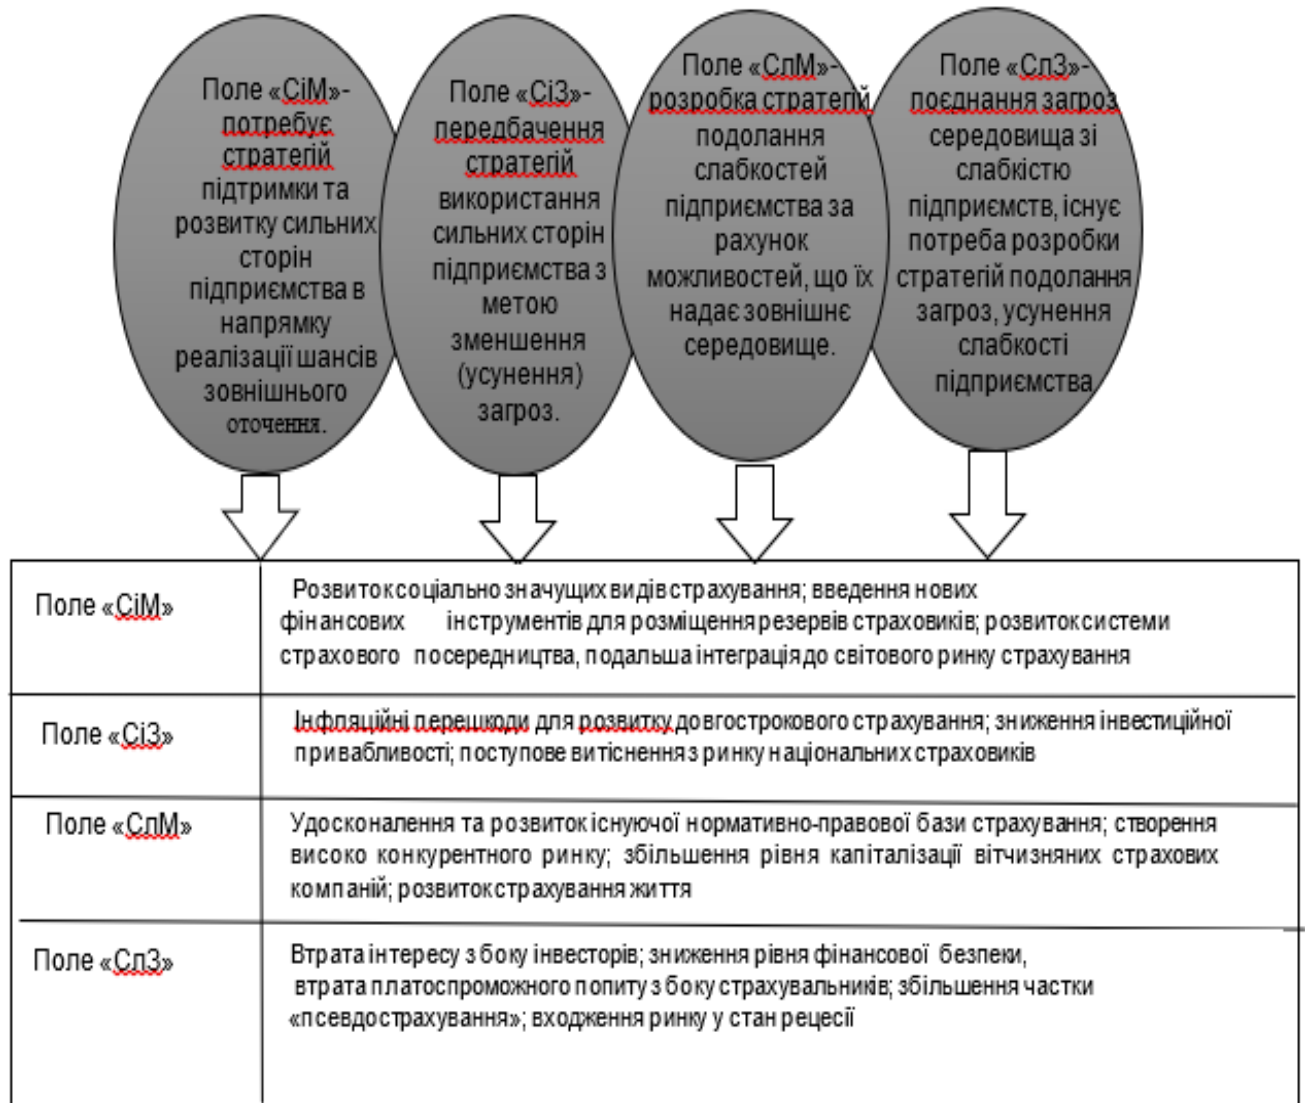 Поле «СіМ»-
потребує
стратегій
підтримки та
розвитку сильних
сторін
підприємства в
напрямку
реалізації шансів
зовнішнього
оточення.
Поле «СіЗ»-
передбачення
стратегій
використання
сильних сторін
підприємства з
метою
зменшення
(усунення)
загроз.
Поле «СлМ»-
розробка стратегій
подолання
слабкостей
підприємства за
рахунок
можливостей, що їх
надає зовнішнє
середовище.
Поле «СлЗ»-
поєднання загроз
середовища зі
слабкістю
підприємств, існує
потреба розробки
стратегій подолання
загроз, усунення
слабкості
підприємства
Поле «СіМ»
Розвиток соціально значущих видів страхування; введення нових
фінансових інструментів для розміщення резервів страховиків; розвиток системи
страхового посередництва, подальша інтеграція до світового ринку страхування
Поле «СіЗ»
Інфляційні перешкоди для розвитку довгострокового страхування; зниження інвестиційної
привабливості; поступове витіснення з ринку національних страховиків
Поле «СлМ»
Удосконалення та розвиток існуючої нормативно-правової бази страхування; створення
високо конкурентного ринку; збільшення рівня капіталізації вітчизняних страхових
компаній; розвиток страхування життя
Поле «СлЗ»
Втрата інтересу з боку інвесторів; зниження рівня фінансової безпеки,
втрата платоспроможного попиту з боку страхувальників; збільшення частки
«псевдострахування»; входження ринку у стан рецесії